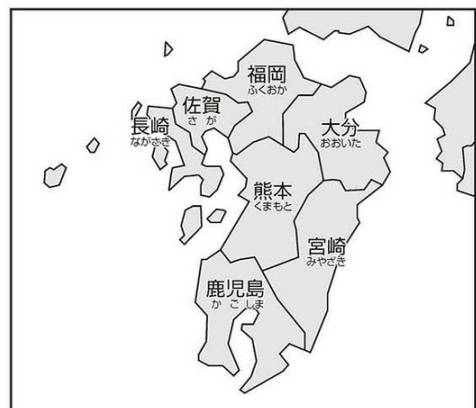 福岡
ふくおか
佐賀
さが
長崎
ながさき
大分
おおいた
熊本
くまもと
宮崎
みやざき
鹿児島
かごしま